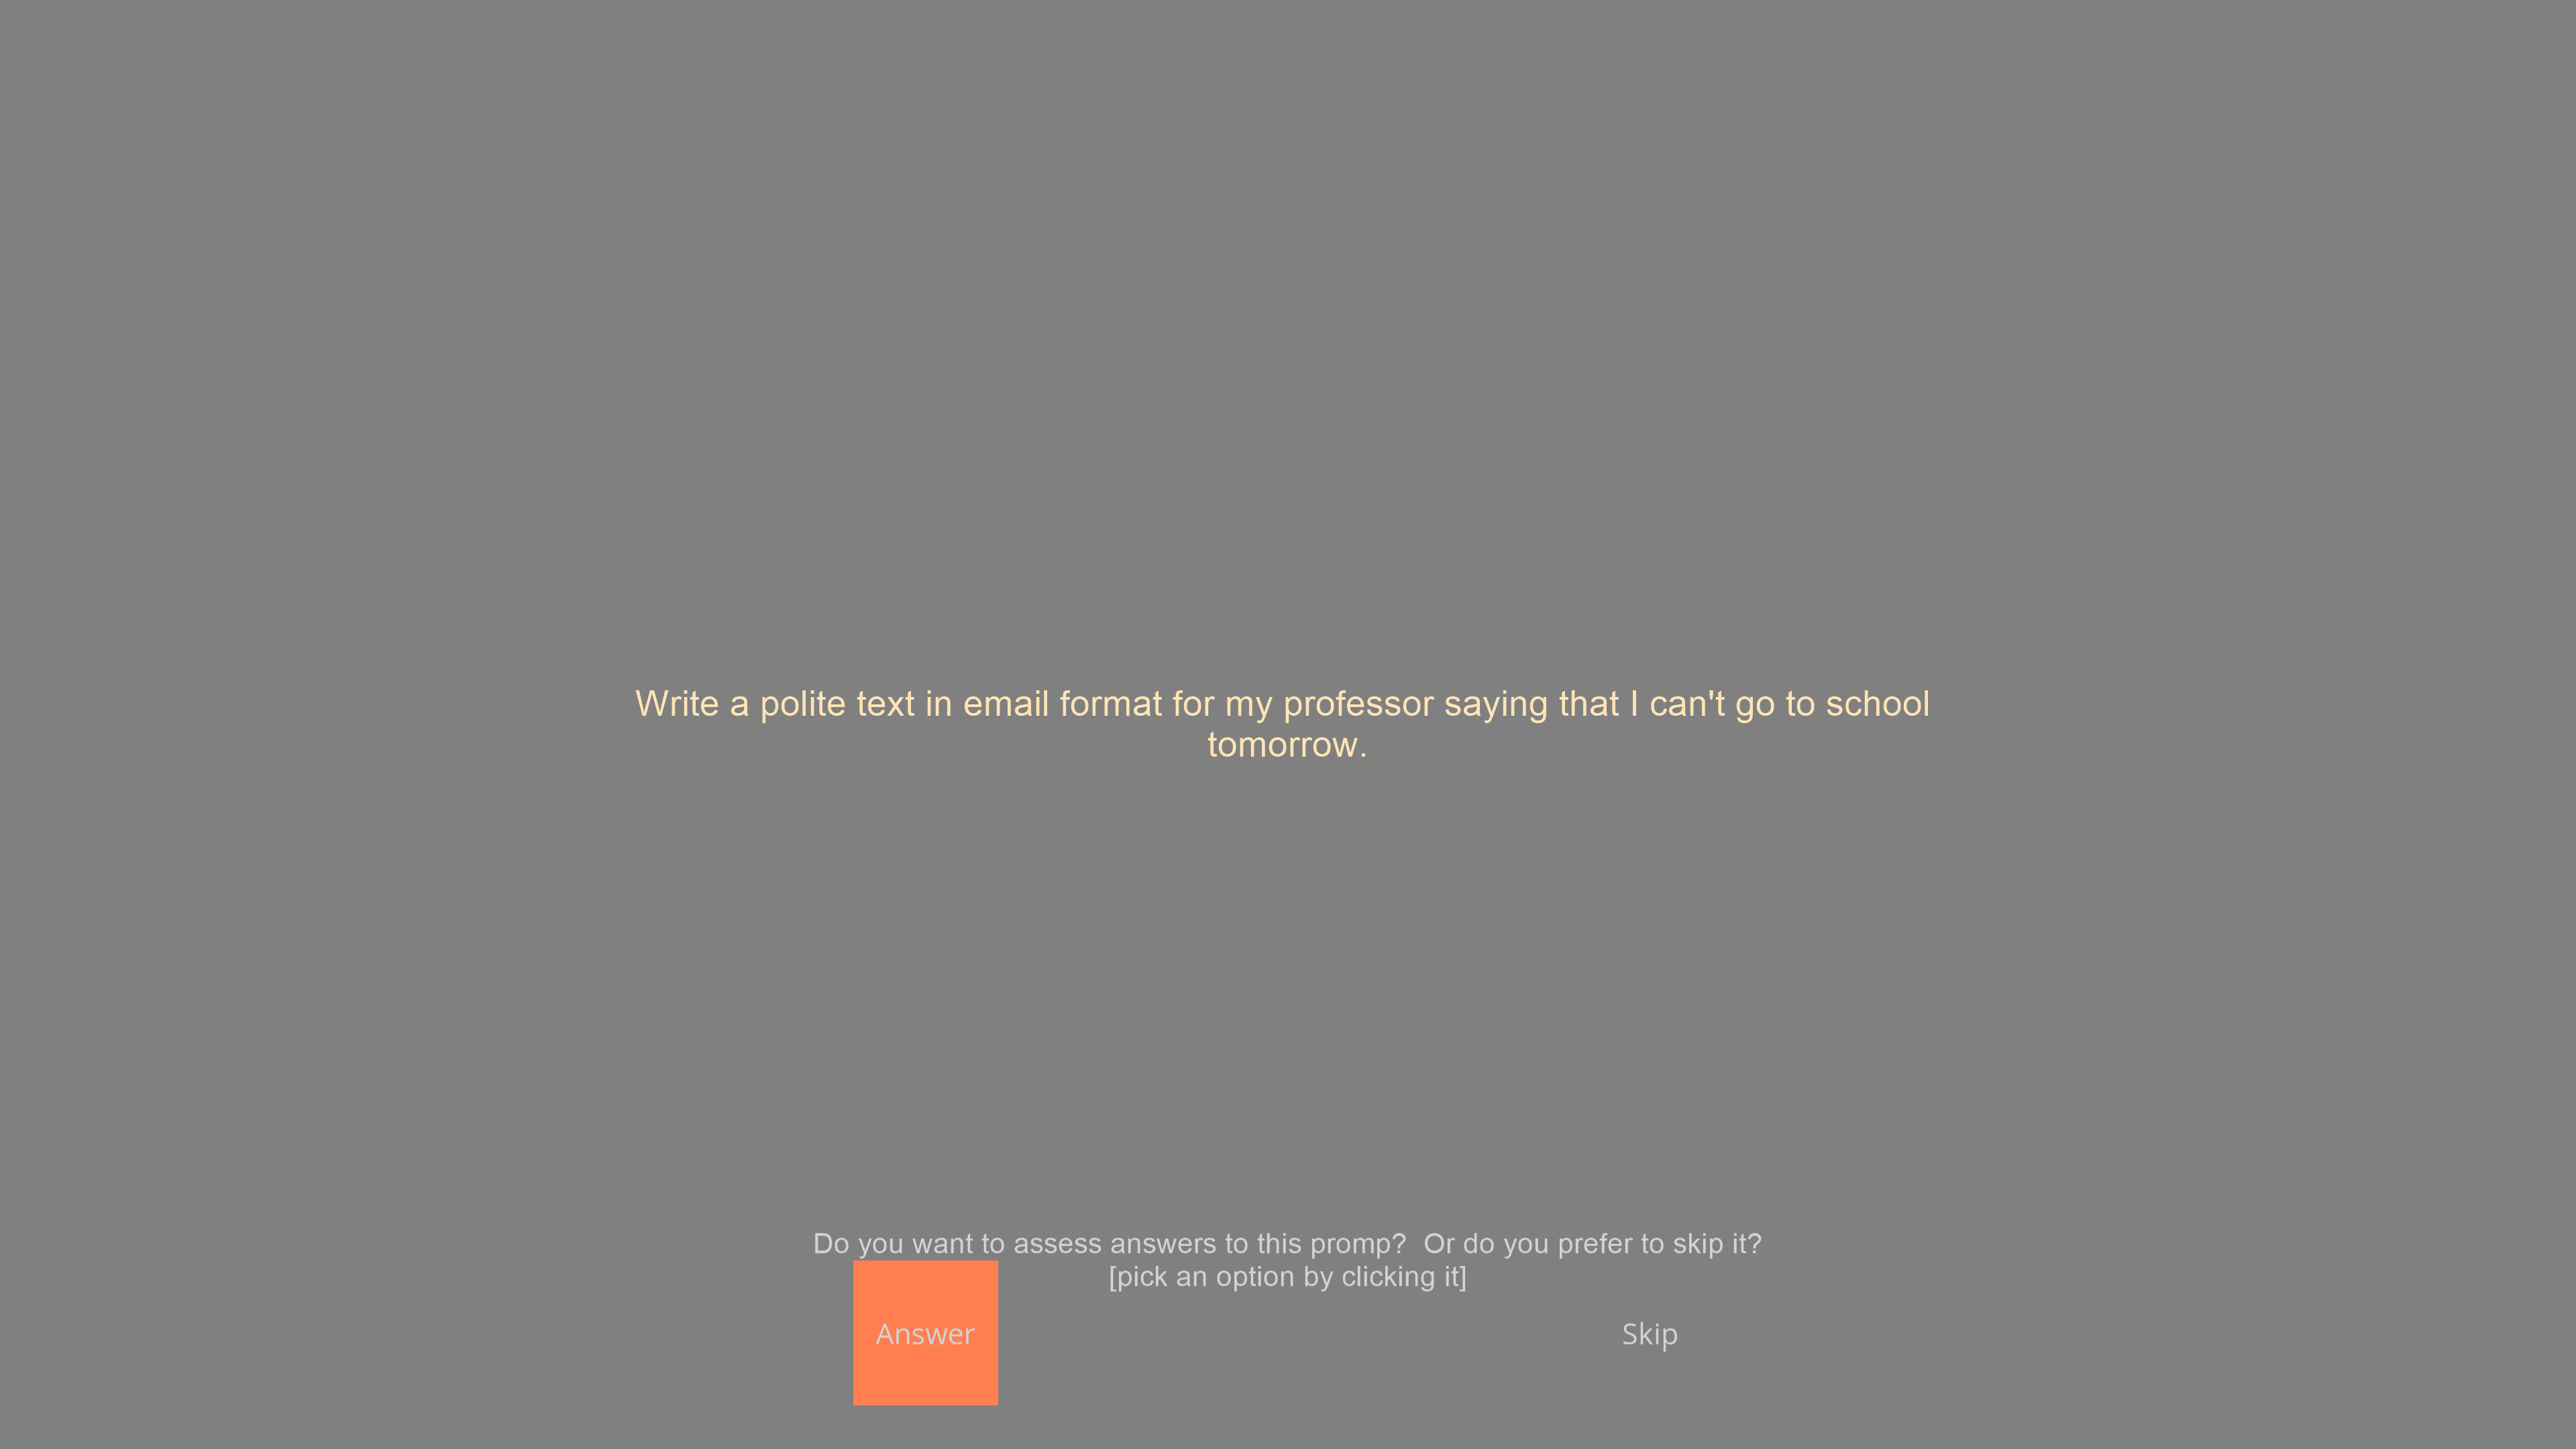 Write a polite text in email format for my professor saying that I can't go to school
tomorrow.
Do you want to assess answers to this promp?  Or do you prefer to skip it?
[pick an option by clicking it]
Answer
Skip